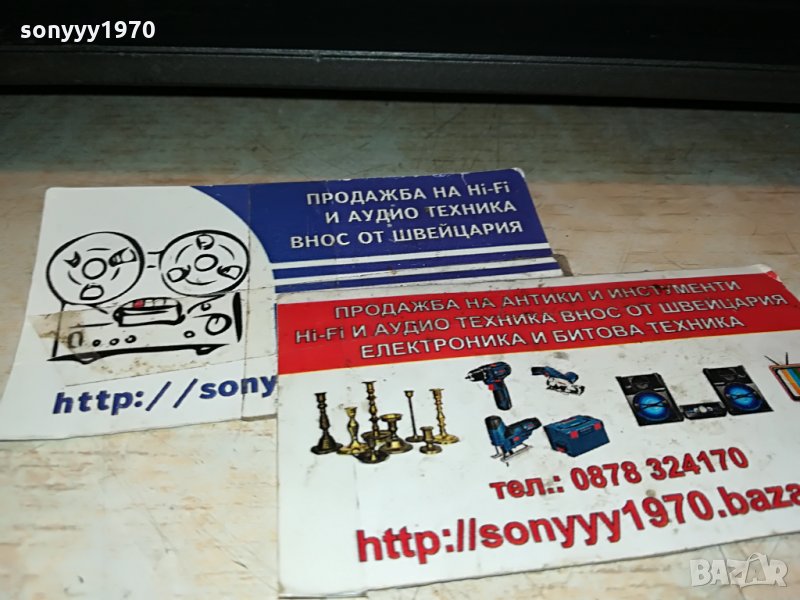 sonyyy1970
ПРОДАЖБА НА Hi-Fi
И АУДИО ТЕХНИКА
ВНОС ОТ ШВЕЙЦАРИЯ
http://sony
ПРОДАЖБА НА АНТИКИ И ИНСТУМЕНТИ
Hi-Fi И АУДИО ТЕХНИКА ВНОС ОТ ШВЕЙЦАРИЯ
ЕЛЕКТРОНИКА И БИТОВА ТЕХНИКА
тел.: 0878 324170
http://sonyyy1970.baza
BAZAR